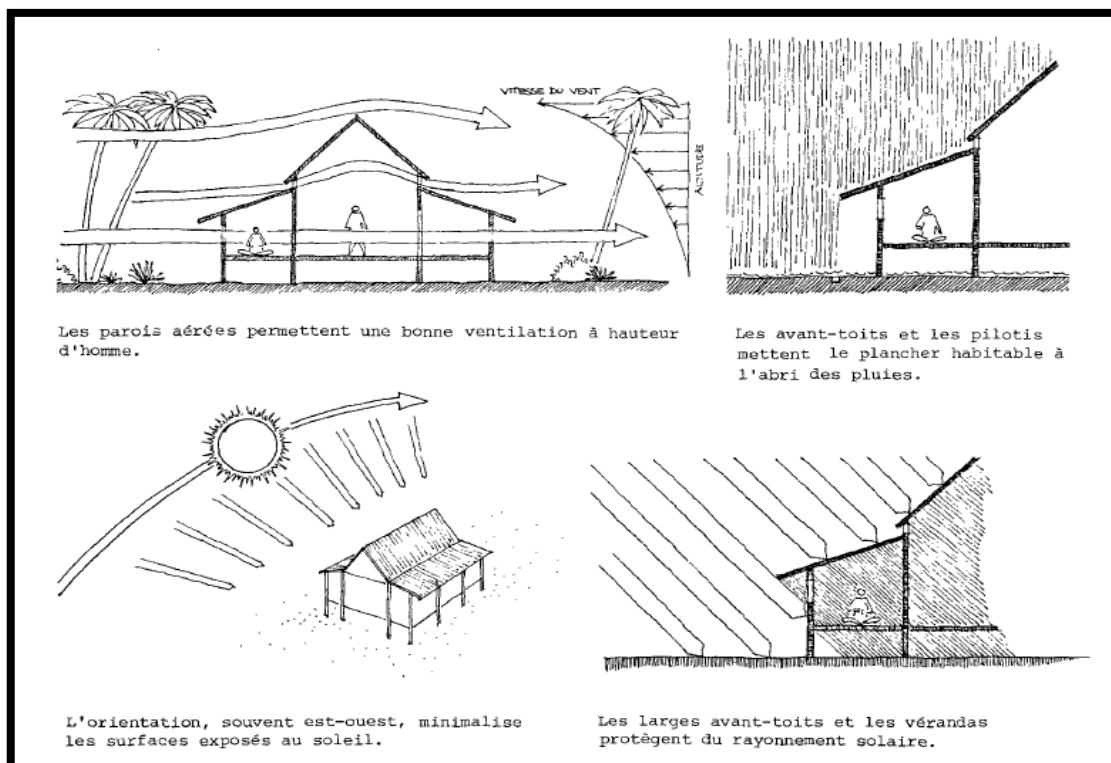 VITESSE DU VENT
ALTITUDE
Les parois aérées permettent une bonne ventilation à hauteur
d'homme.
Les avant-toits et les pilotis
mettent le plancher habitable à
l'abri des pluies.
L'orientation, souvent est-ouest, minimalise
les surfaces exposés au soleil.
Les larges avant-toits et les vérandas
protègent du rayonnement solaire.